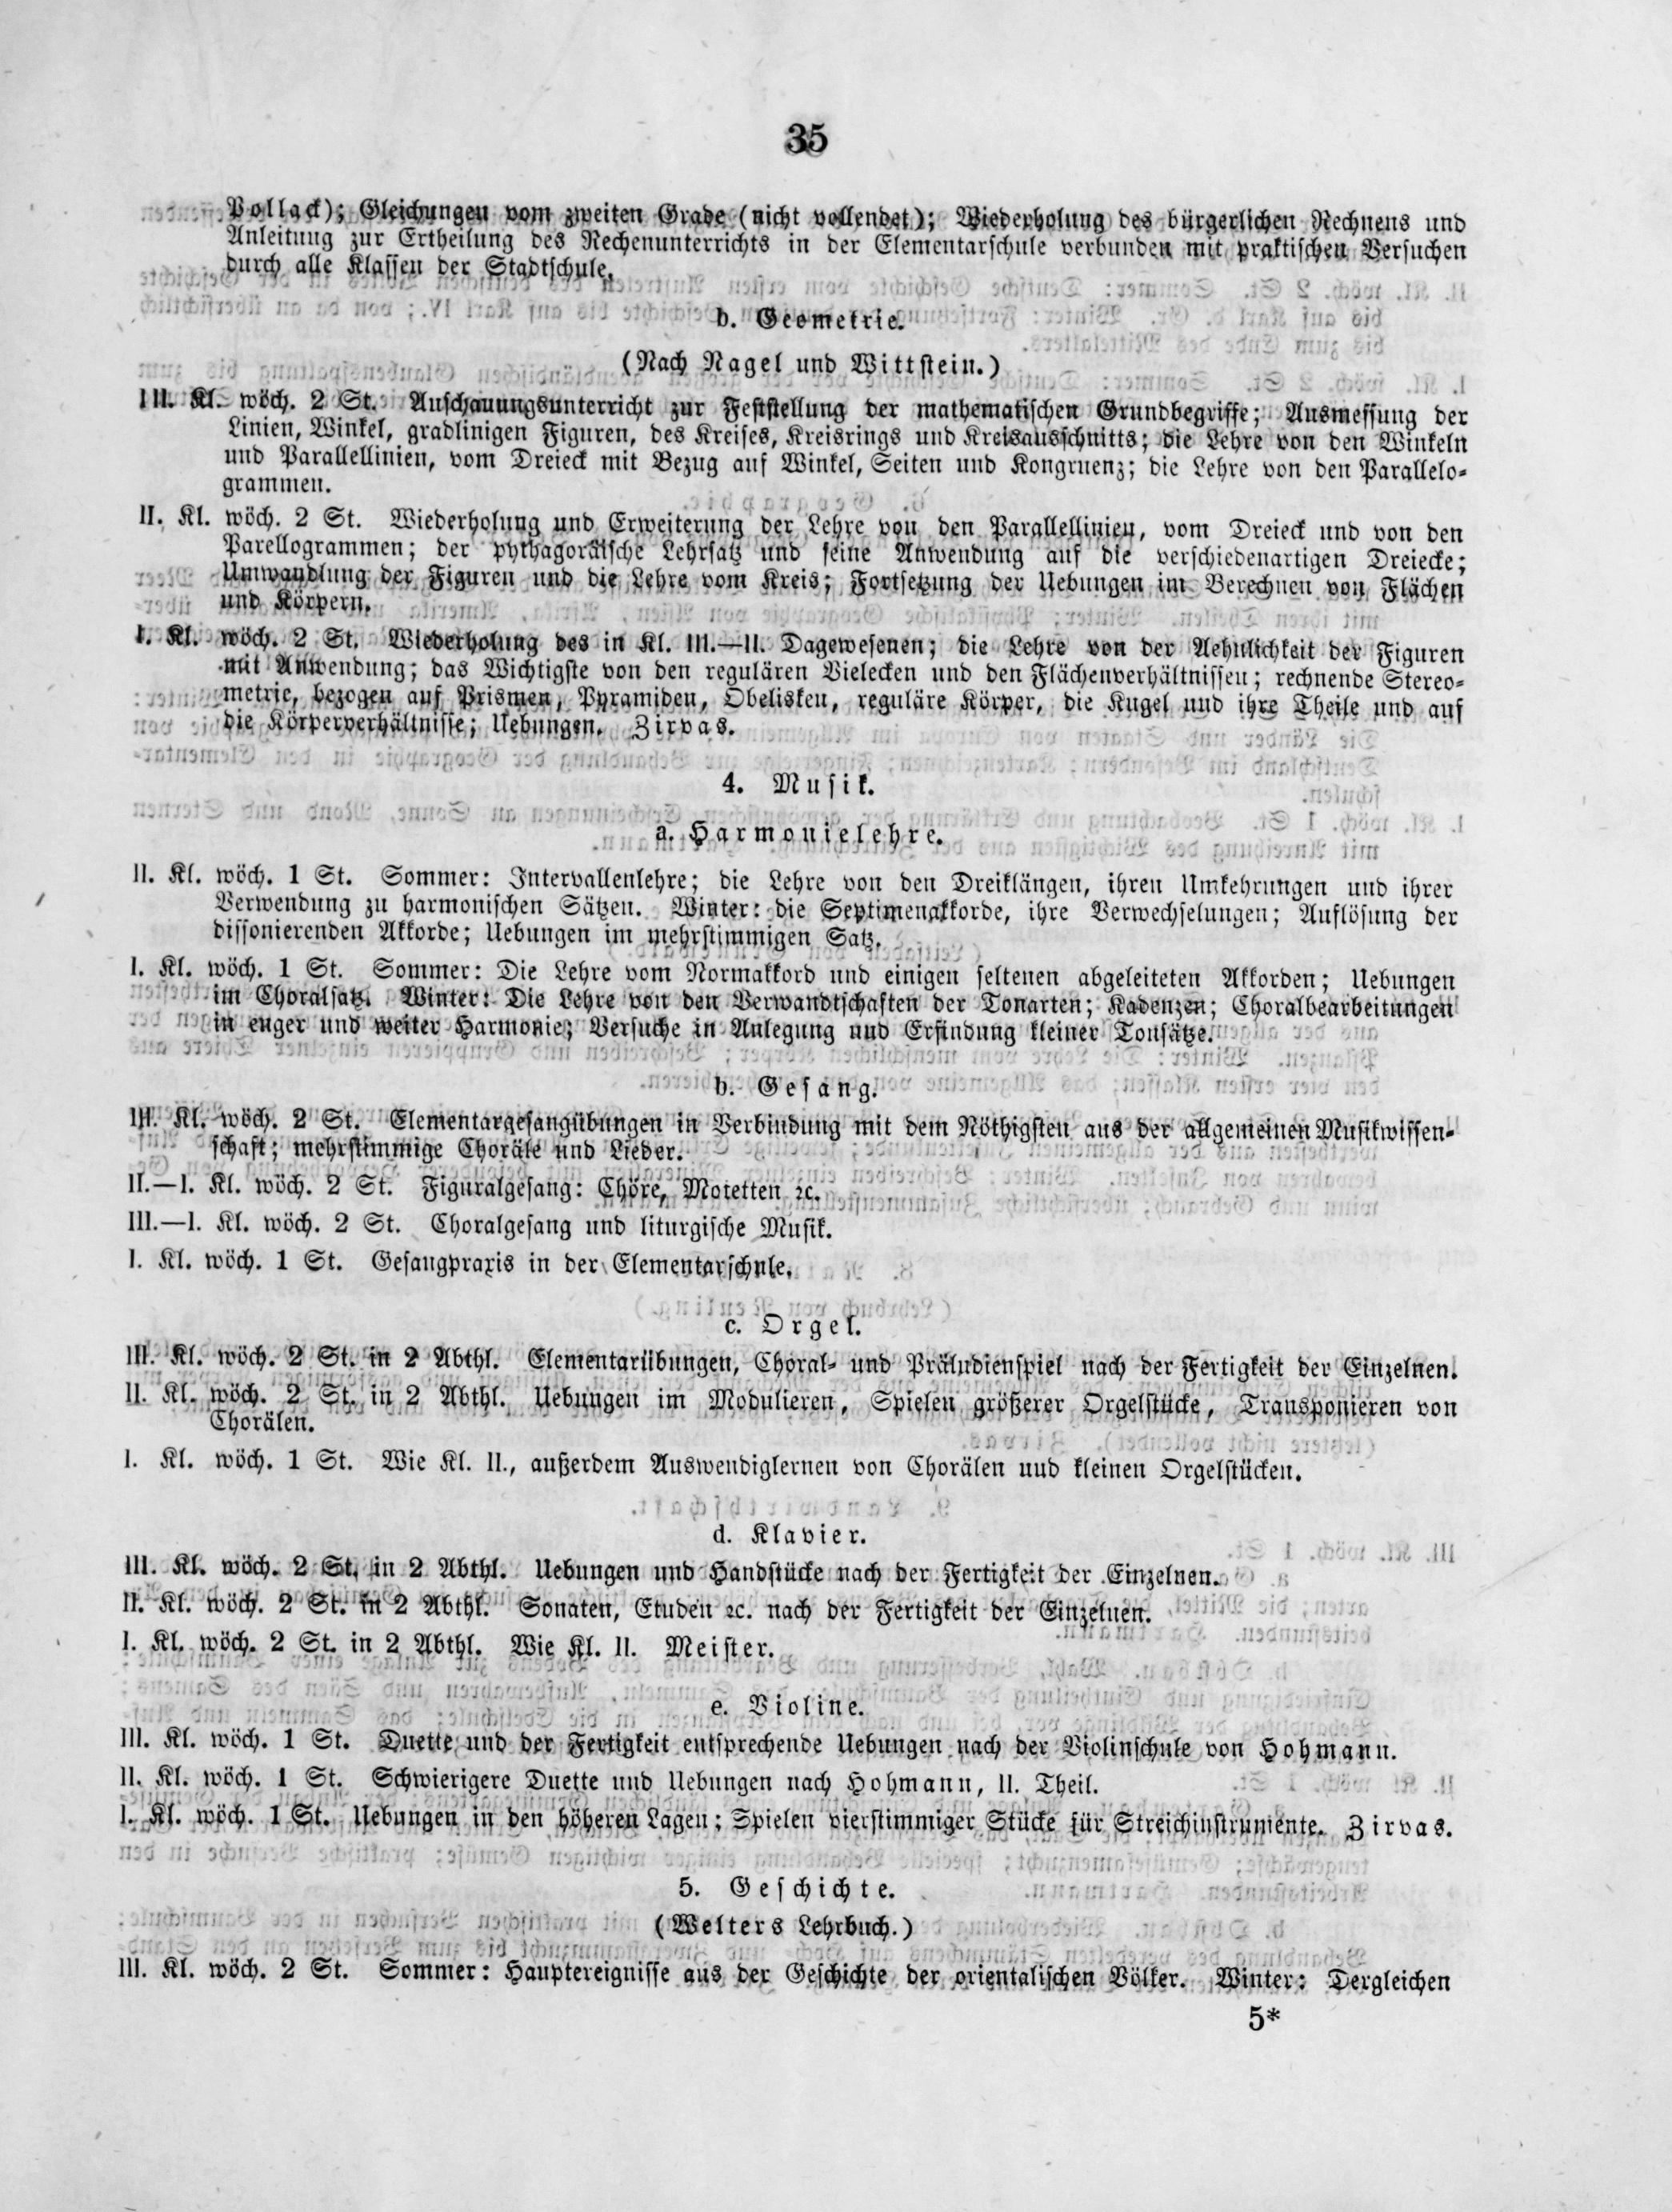 35
Pollack); Gleichungen vom zweiten Grade (nicht vollendet); Wiederholung des bürgerlichen Rechnens und
Anleitung zur Ertheilung des Rechenunterrichts in der Elementarschule verbunden mit praktischen Versuchen
durch alle Klassen der Stadtschule.
b. Geometrie.
(Nach Nagel und Wittstein.)
III. Kl. wöch. 2 St. Anschauungsunterricht zur Feststellung der mathematischen Grundbegriffe; Ausmessung der
Linien, Winkel, gradlinigen Figuren, des Kreises, Kreisrings und Kreisausschnitts; die Lehre von den Winkeln
und Parallellinien, vom Dreieck mit Bezug auf Winkel, Seiten und Kongruenz; die Lehre von den Parallelo-
grammen.
II. Kl. wöch. 2 St. Wiederholung und Erweiterung der Lehre von den Parallellinien, vom Dreieck und von den
Parellogrammen; der pythagoräische Lehrsatz und seine Anwendung auf die verschiedenartigen Dreiecke;
Umwandlung der Figuren und die Lehre vom Kreis; Fortsetzung der Uebungen im Berechnen von Flächen
und Körpern.
I. Kl. wöch. 2 St. Wiederholung des in Kl. III.—II. Dagewesenen; die Lehre von der Aehnlichkeit der Figuren
mit Anwendung; das Wichtigste von den regulären Vielecken und den Flächenverhältnissen; rechnende Stereo-
metrie, bezogen auf Prismen, Pyramiden, Obelisken, reguläre Körper, die Kugel und ihre Theile und auf
die Körperverhältnisse; Uebungen. Zirvas.
4. Musik.
a. Harmonielehre.
II. Kl. wöch. 1 St. Sommer: Intervallenlehre; die Lehre von den Dreiklängen, ihren Umkehrungen und ihrer
Verwendung zu harmonischen Sätzen. Winter: die Septimenakkorde, ihre Verwechselungen; Auflösung der
dissonierenden Akkorde; Uebungen im mehrstimmigen Satz.
I. Kl. wöch. 1 St. Sommer: Die Lehre vom Normakkord und einigen seltenen abgeleiteten Akkorden; Uebungen
im Choralsatz. Winter: Die Lehre von den Verwandtschaften der Tonarten; Kadenzen; Choralbearbeitungen
in enger und weiter Harmonie; Versuche in Anlegung und Erfindung kleiner Tonsätze.
b. Gesang.
III. Kl. wöch. 2 St. Elementargesangübungen in Verbindung mit dem Nöthigsten aus der allgemeinen Musikwissen-
schaft; mehrstimmige Choräle und Lieder.
II.—I. Kl. wöch. 2 St. Figuralgesang: Chöre, Motetten ꝛc.
III.—I. Kl. wöch. 2 St. Choralgesang und liturgische Musik.
I. Kl. wöch. 1 St. Gesangpraxis in der Elementarschule.
c. Orgel.
III. Kl. wöch. 2 St. in 2 Abthl. Elementarübungen, Choral- und Präludienspiel nach der Fertigkeit der Einzelnen.
II. Kl. wöch. 2 St. in 2 Abthl. Uebungen im Modulieren, Spielen größerer Orgelstücke, Transponieren von
Chorälen.
I. Kl. wöch. 1 St. Wie Kl. II., außerdem Auswendiglernen von Chorälen und kleinen Orgelstücken.
d. Klavier.
III. Kl. wöch. 2 St. in 2 Abthl. Uebungen und Handstücke nach der Fertigkeit der Einzelnen.
II. Kl. wöch. 2 St. in 2 Abthl. Sonaten, Etuden ꝛc. nach der Fertigkeit der Einzelnen.
I. Kl. wöch. 2 St. in 2 Abthl. Wie Kl. II. Meister.
e. Violine.
III. Kl. wöch. 1 St. Duette und der Fertigkeit entsprechende Uebungen nach der Violinschule von Hohmann.
II. Kl. wöch. 1 St. Schwierigere Duette und Uebungen nach Hohmann, II. Theil.
I. Kl. wöch. 1 St. Uebungen in den höheren Lagen; Spielen vierstimmiger Stücke für Streichinstrumente. Zirvas.
5. Geschichte.
(Welters Lehrbuch.)
III. Kl. wöch. 2 St. Sommer: Hauptereignisse aus der Geschichte der orientalischen Völker. Winter: Dergleichen
5*